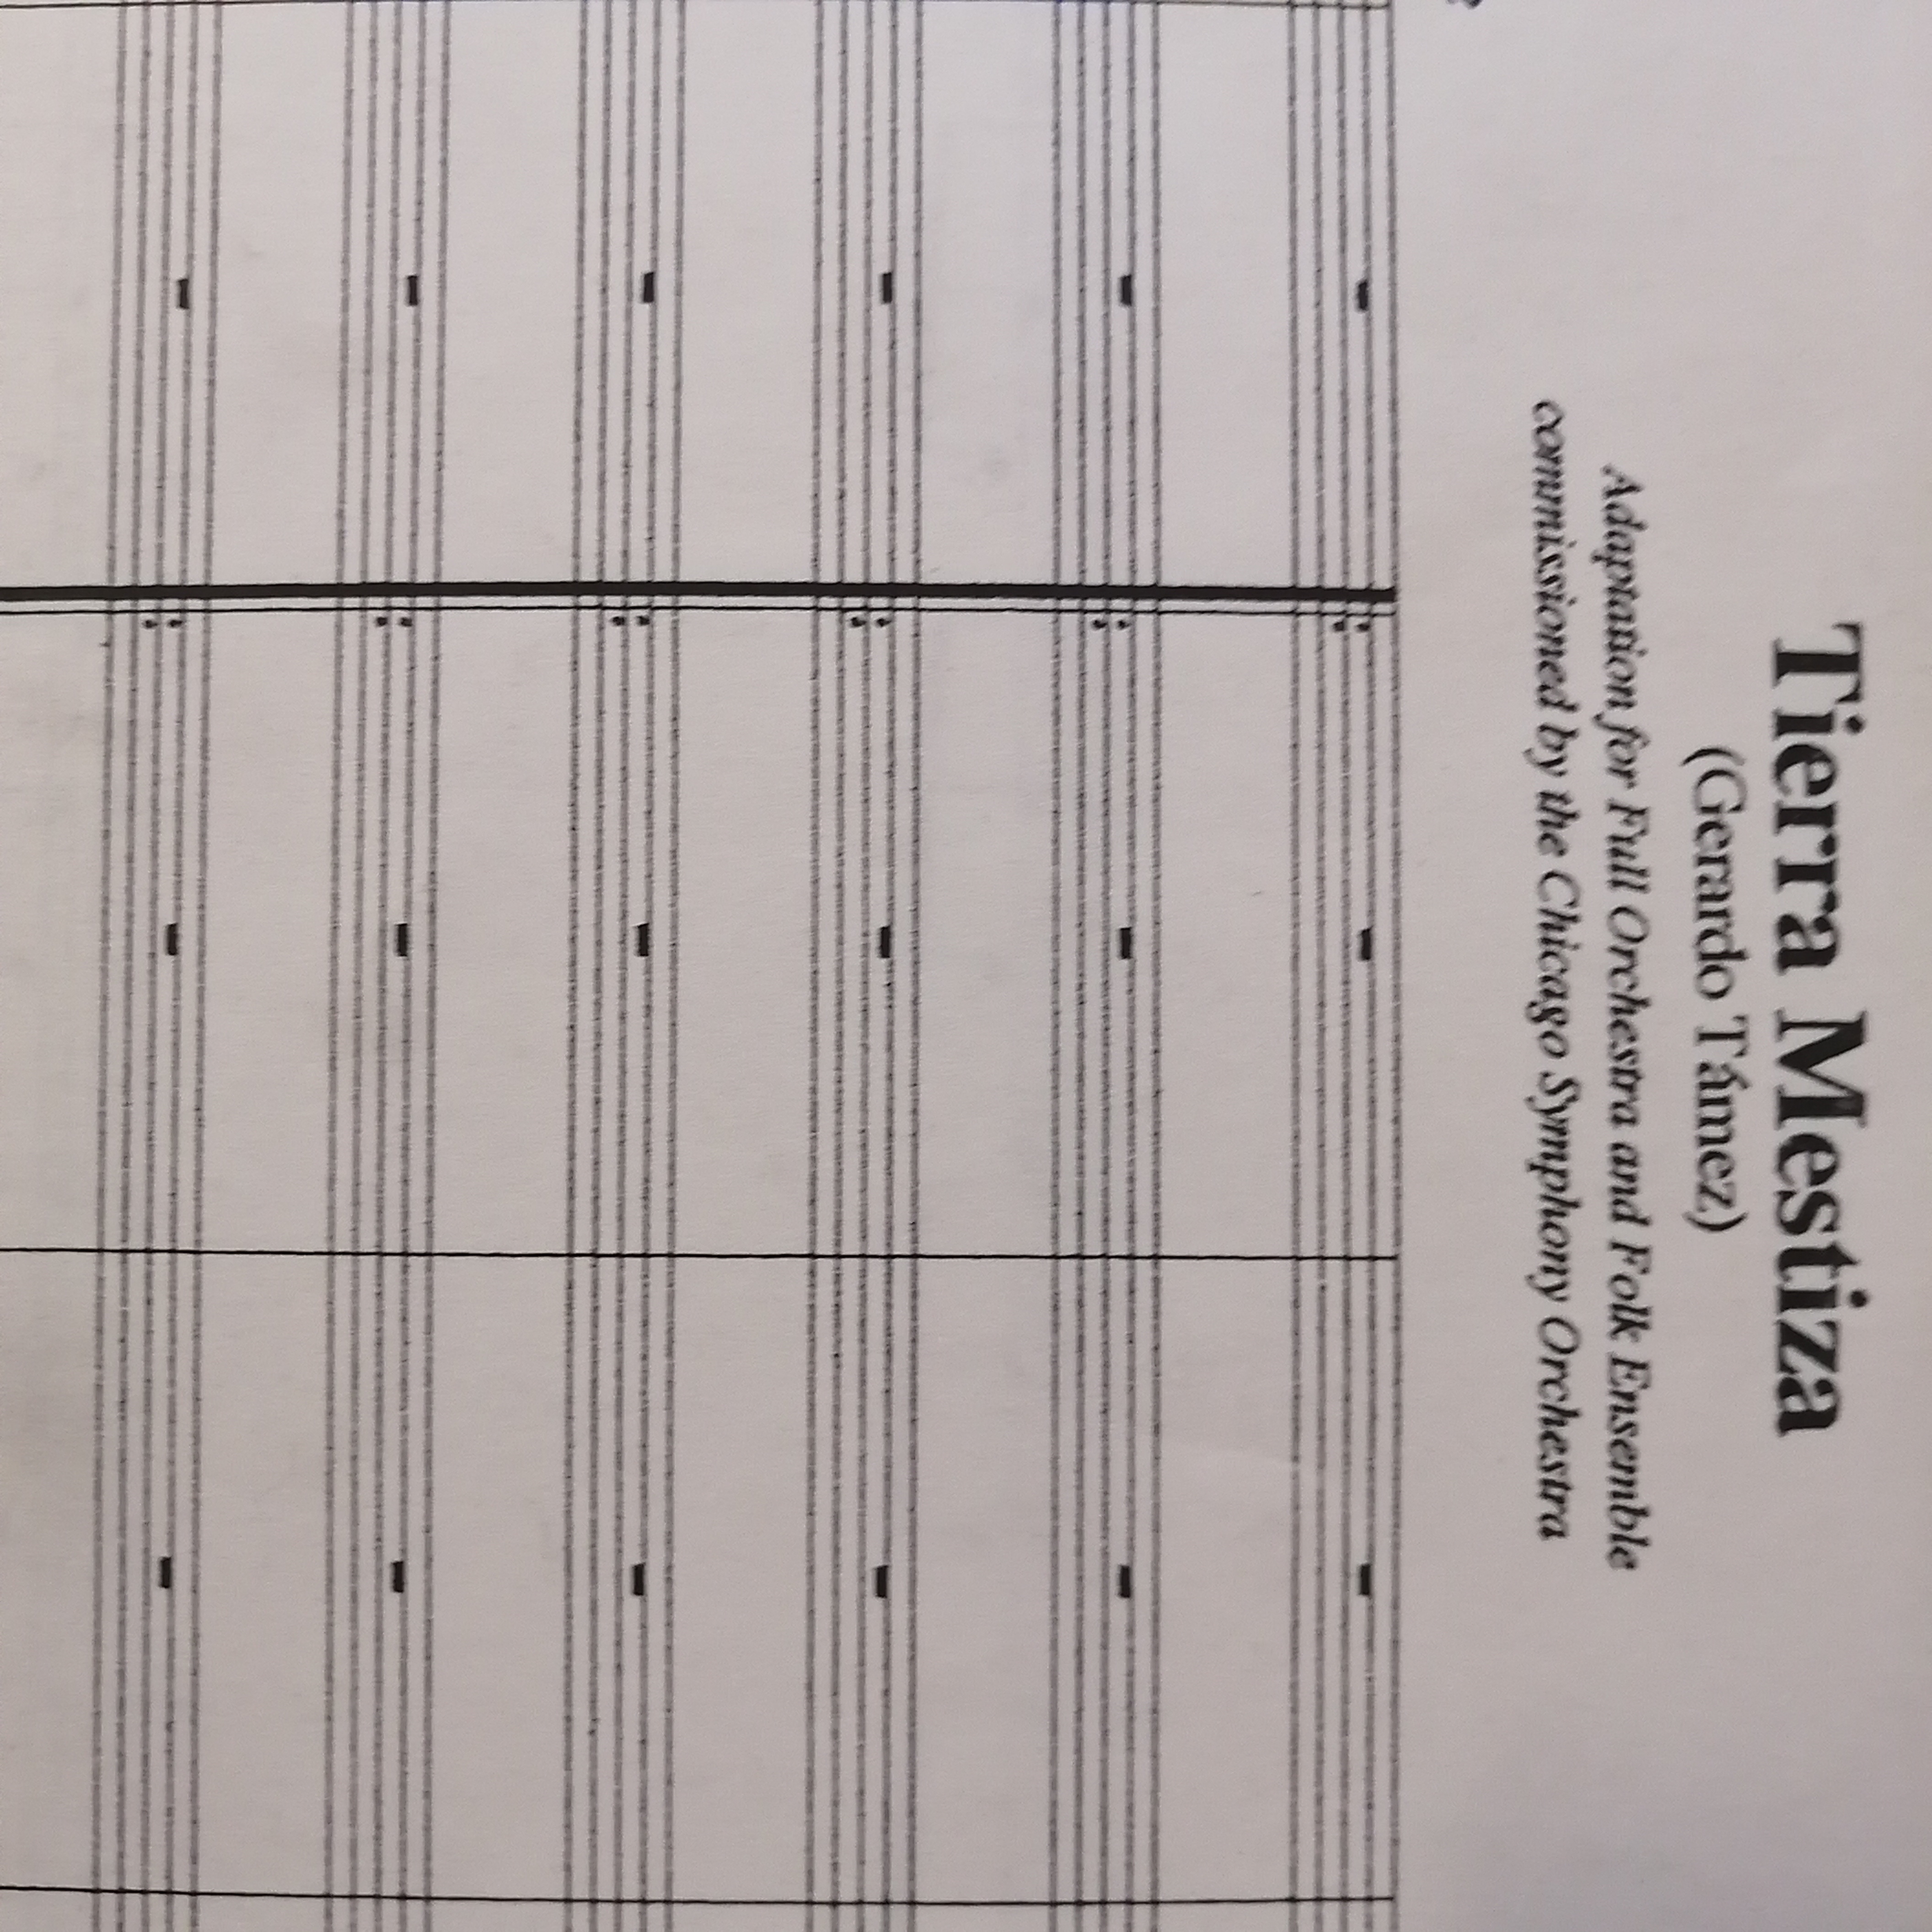 Tierra Mestiza
(Gerardo Támez)
Adaptation for Full Orchestra and Folk Ensemble
commissioned by the Chicago Symphony Orchestra